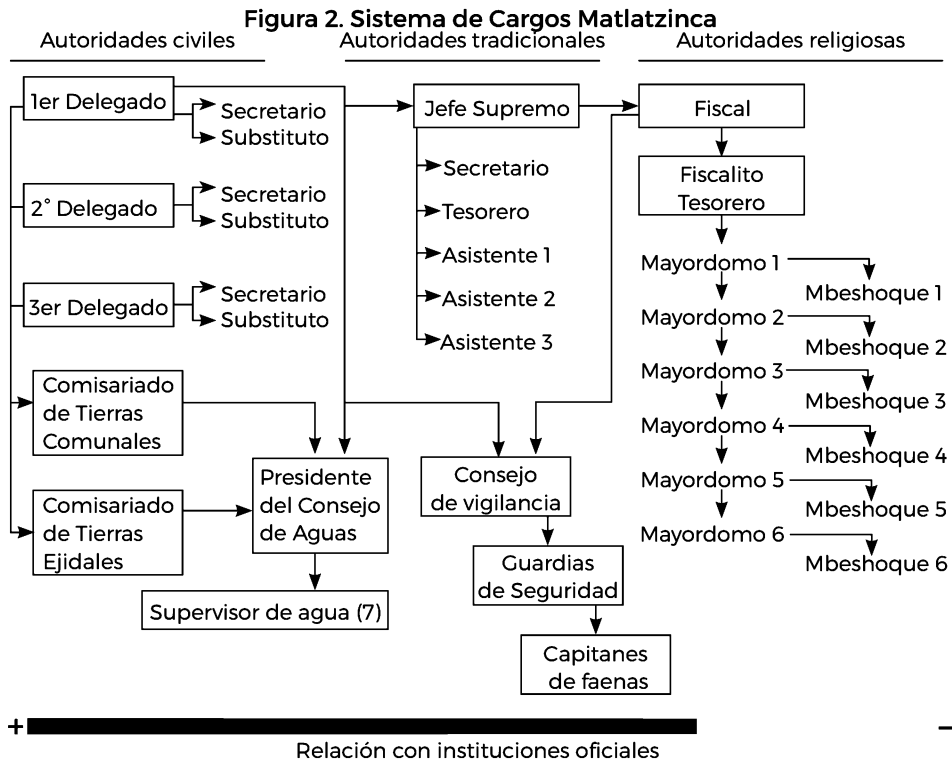 Figura 2. Sistema de Cargos Matlatzinca
Autoridades civiles
Autoridades tradicionales
Autoridades religiosas
1er Delegado
Secretario
Substituto
2° Delegado
Secretario
Substituto
3er Delegado
Secretario
Substituto
Comisariado
de Tierras
Comunales
Comisariado
de Tierras
Ejidales
Presidente
del Consejo
de Aguas
Supervisor de agua (7)
Jefe Supremo
Secretario
Tesorero
Asistente 1
Asistente 2
Asistente 3
Consejo
de vigilancia
Guardias
de Seguridad
Capitanes
de faenas
Fiscal
Fiscalito
Tesorero
Mayordomo 1
Mbeshoque 1
Mayordomo 2
Mbeshoque 2
Mayordomo 3
Mbeshoque 3
Mayordomo 4
Mbeshoque 4
Mayordomo 5
Mbeshoque 5
Mayordomo 6
Mbeshoque 6
+
–
Relación con instituciones oficiales